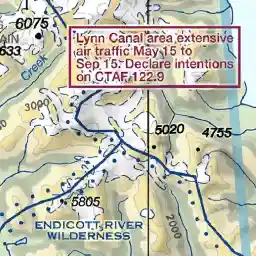 6075
Lynn Canal area extensive
air traffic May 15 to
Sep 15. Declare intentions
on CTAF 122.9
633
Creek
3000
5020
4755
5805
ENDICOTT RIVER
WILDERNESS
2000